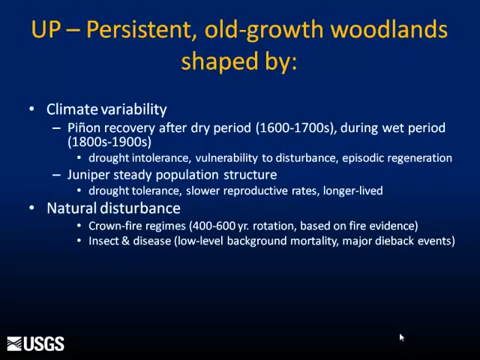 UP – Persistent, old-growth woodlands
shaped by:
• Climate variability
– Piñon recovery after dry period (1600-1700s), during wet period
(1800s-1900s)
• drought intolerance, vulnerability to disturbance, episodic regeneration
– Juniper steady population structure
• drought tolerance, slower reproductive rates, longer-lived
• Natural disturbance
• Crown-fire regimes (400-600 yr. rotation, based on fire evidence)
• Insect & disease (low-level background mortality, major dieback events)
USGS